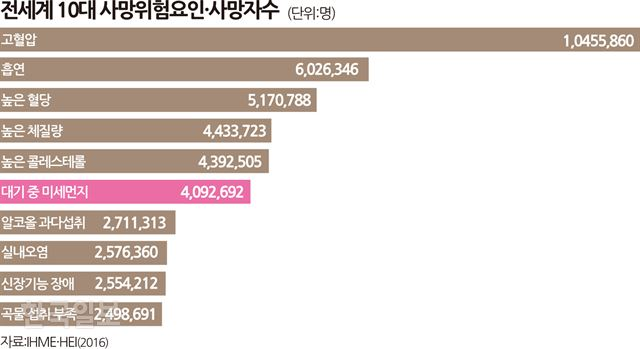 전세계 10대 사망위험요인·사망자수 (단위:명)
고혈압 1,0455,860
흡연 6,026,346
높은 혈당 5,170,788
높은 체질량 4,433,723
높은 콜레스테롤 4,392,505
대기 중 미세먼지 4,092,692
알코올 과다섭취 2,711,313
실내오염 2,576,360
신장기능 장애 2,554,212
곡물 섭취 부족 2,498,691
한국일보
자료:IHME·HEI(2016)